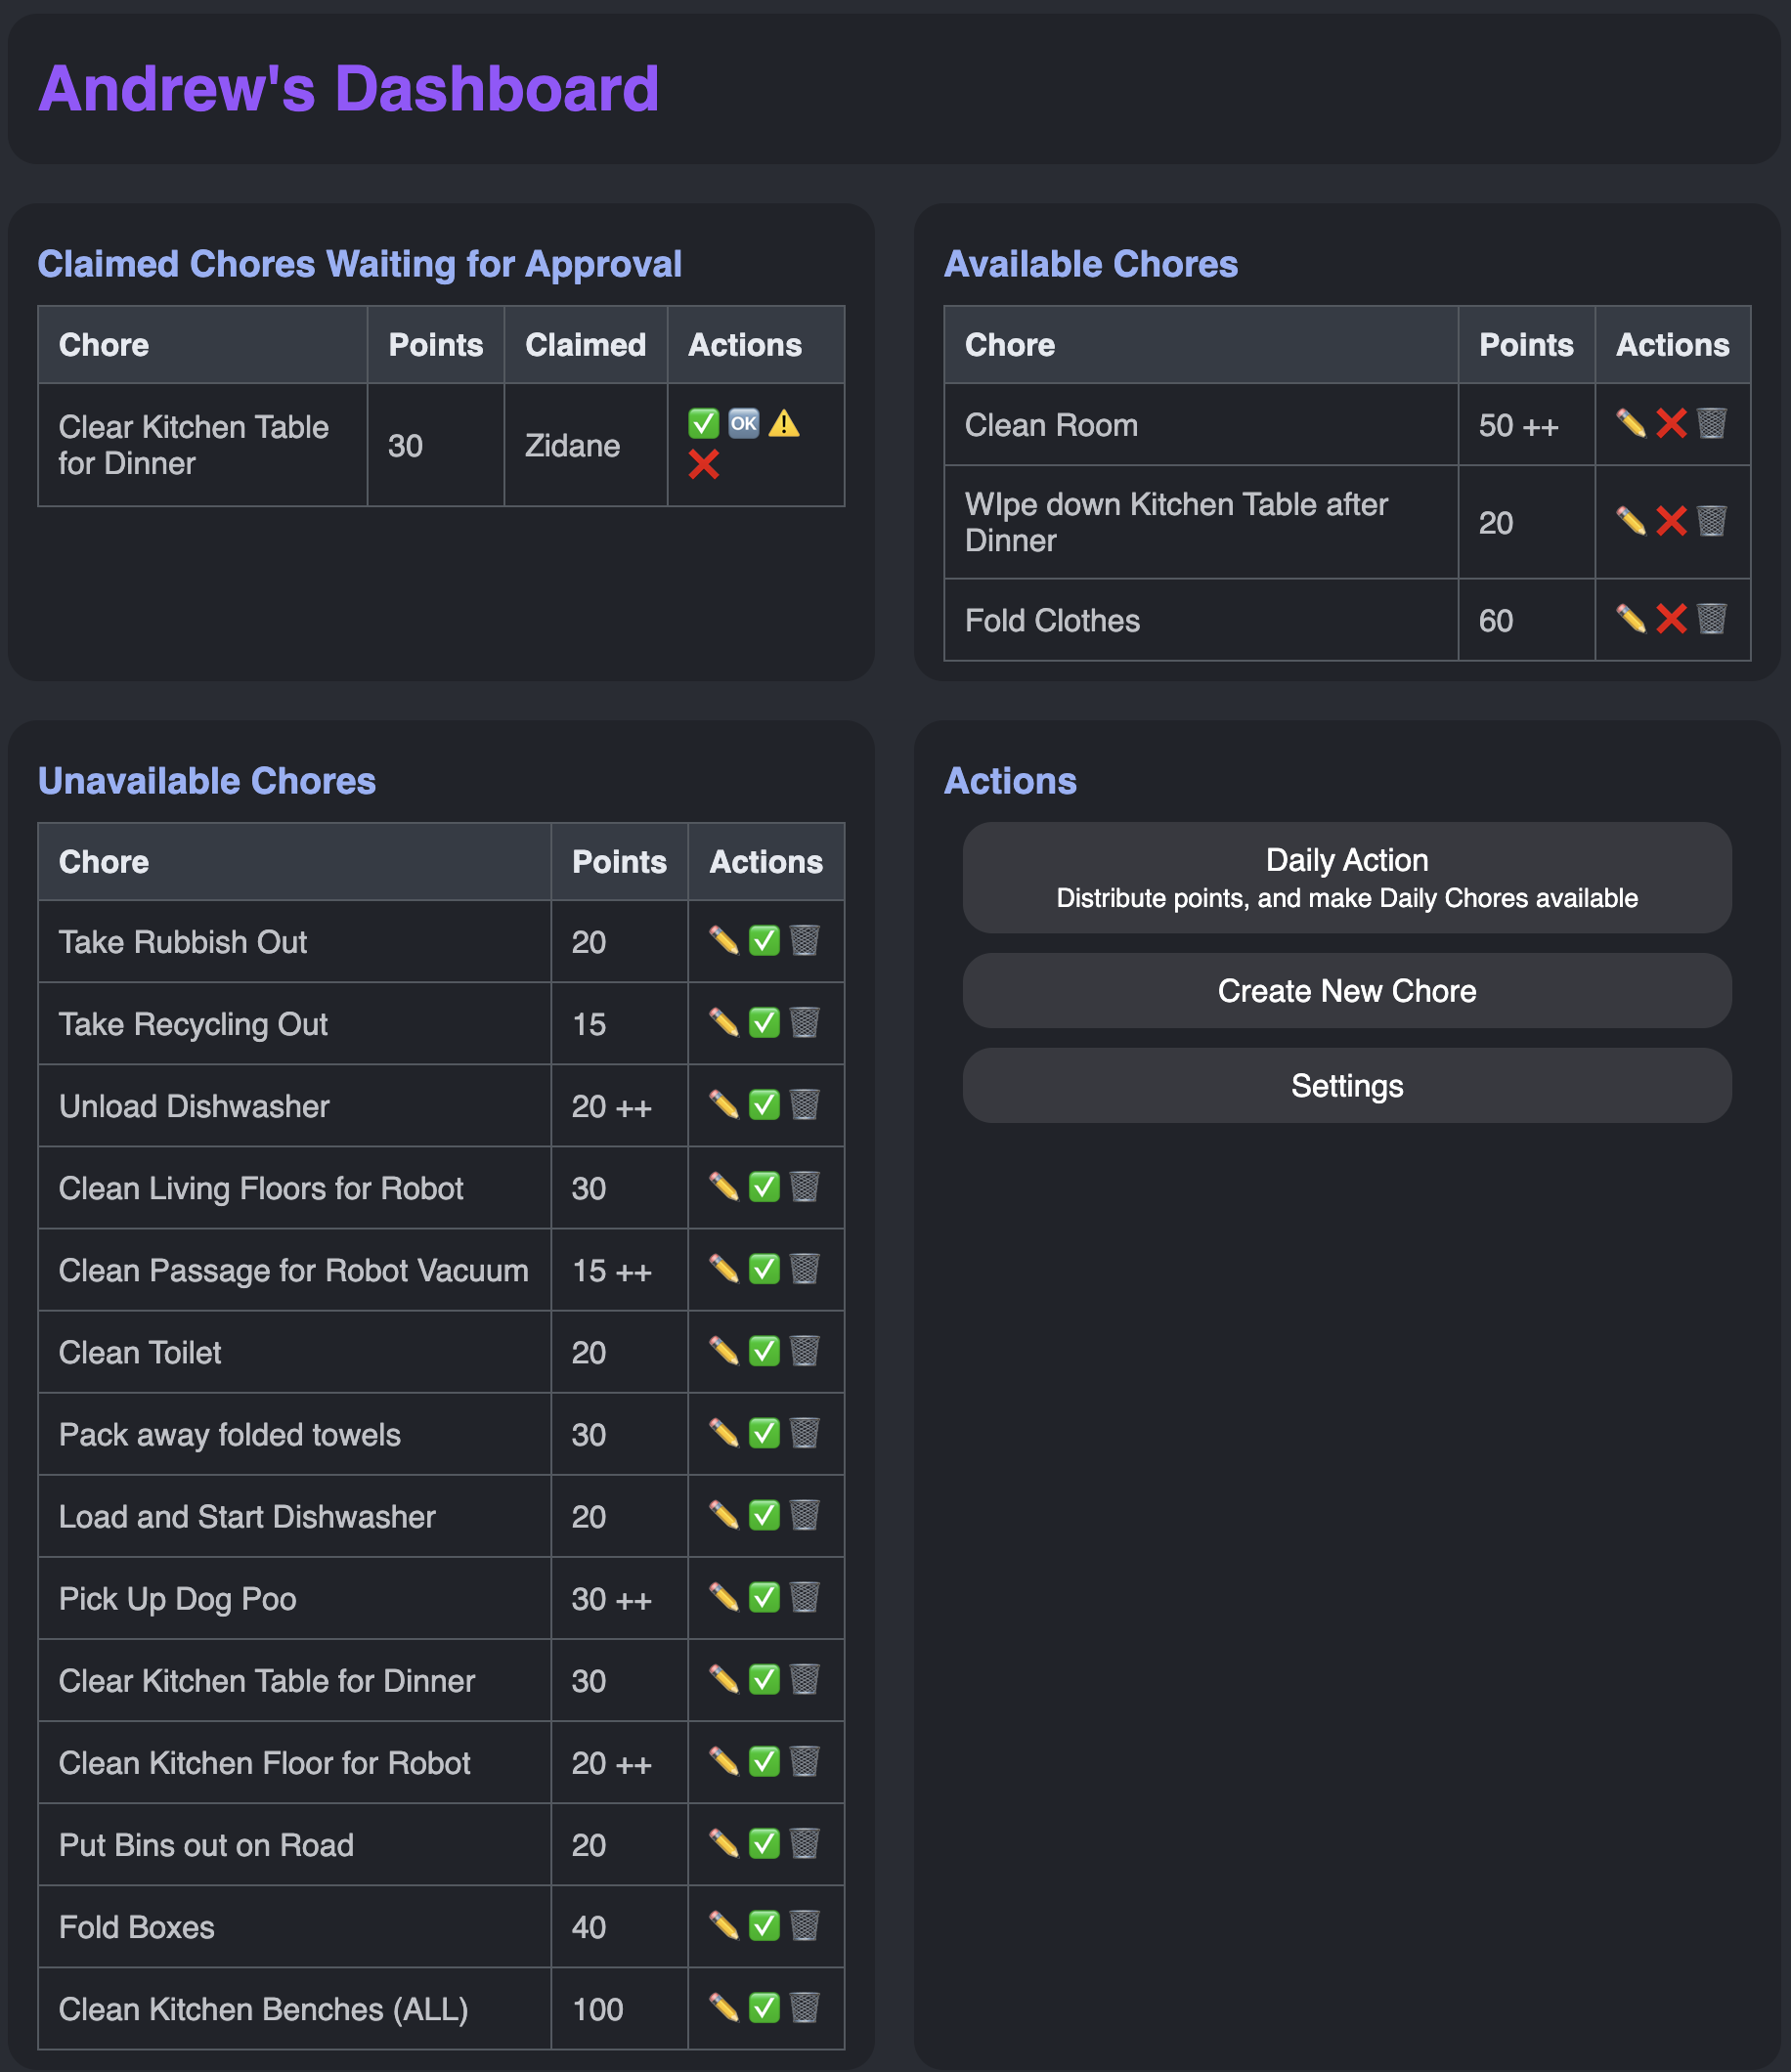 Andrew's Dashboard
Claimed Chores Waiting for Approval
Chore Points Claimed Actions
Clear Kitchen Table
for Dinner
30 Zidane ✅ 🆗 ⚠️
❌
Available Chores
Chore Points Actions
Clean Room 50 ++ ✏️ ❌ 🗑️
WIpe down Kitchen Table after
Dinner
20 ✏️ ❌ 🗑️
Fold Clothes 60 ✏️ ❌ 🗑️
Unavailable Chores
Chore Points Actions
Take Rubbish Out 20 ✏️ ✅ 🗑️
Take Recycling Out 15 ✏️ ✅ 🗑️
Unload Dishwasher 20 ++ ✏️ ✅ 🗑️
Clean Living Floors for Robot 30 ✏️ ✅ 🗑️
Clean Passage for Robot Vacuum 15 ++ ✏️ ✅ 🗑️
Clean Toilet 20 ✏️ ✅ 🗑️
Pack away folded towels 30 ✏️ ✅ 🗑️
Load and Start Dishwasher 20 ✏️ ✅ 🗑️
Pick Up Dog Poo 30 ++ ✏️ ✅ 🗑️
Clear Kitchen Table for Dinner 30 ✏️ ✅ 🗑️
Clean Kitchen Floor for Robot 20 ++ ✏️ ✅ 🗑️
Put Bins out on Road 20 ✏️ ✅ 🗑️
Fold Boxes 40 ✏️ ✅ 🗑️
Clean Kitchen Benches (ALL) 100 ✏️ ✅ 🗑️
Actions
Daily Action
Distribute points, and make Daily Chores available
Create New Chore
Settings